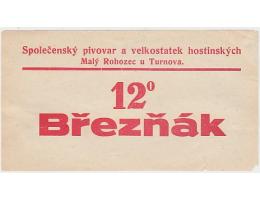 Společenský pivovar a velkostatek hostinských
Malý Rohozec u Turnova.
12°
Březňák